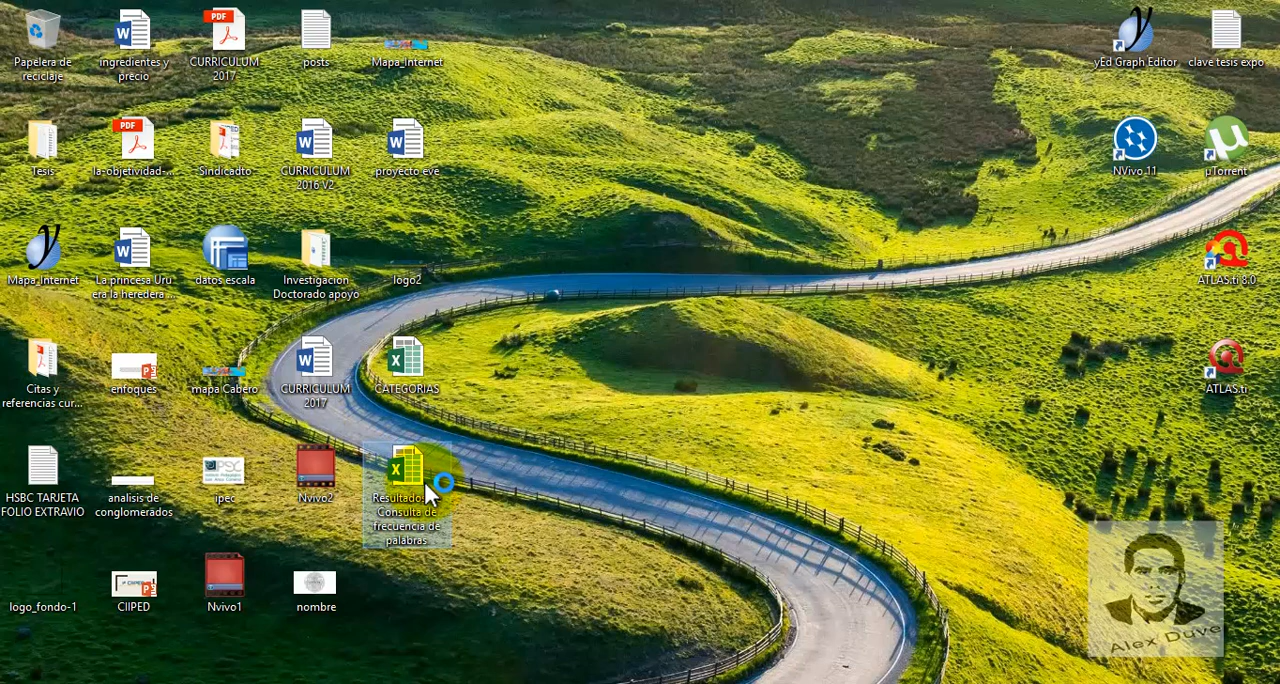 Papelera de
reciclaje
ingredientes y
precio
PDF
CURRICULUM
2017
posts
Mapa_Internet
yEd Graph Editor
clave tesis expo
Tesis
PDF
la-objetividad-...
Sindicadto
CURRICULUM
2016 V2
proyecto eve
NVivo 11
µTorrent
Mapa_Internet
La princesa Uru
era la heredera ...
datos escala
Investigacion
Doctorado apoyo
logo2
ATLAS.ti 8.0
Citas y
referencias cur...
enfoques
mapa Cabero
CURRICULUM
2017
CATEGORIAS
ATLAS.ti
HSBC TARJETA
FOLIO EXTRAVIO
analisis de
conglomerados
ipec
Nvivo2
Consulta de
frecuencia de
palabras
logo_fondo-1
CIIPED
Nvivo1
nombre
Alex Duve